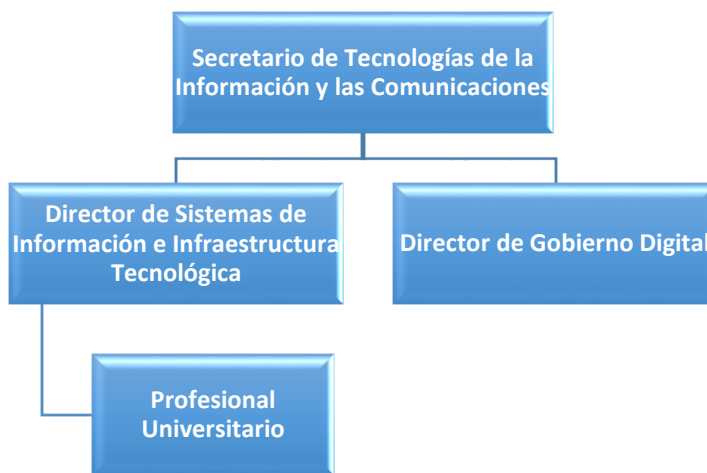 Secretario de Tecnologías de la
Información y las Comunicaciones
Director de Sistemas de
Información e Infraestructura
Tecnológica
Director de Gobierno Digital
Profesional
Universitario